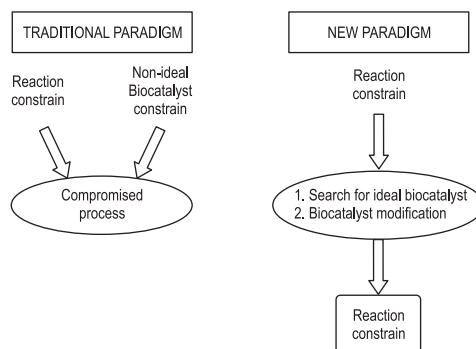 TRADITIONAL PARADIGM
Reaction
constrain
Non-ideal
Biocatalyst
constrain
Compromised
process
NEW PARADIGM
Reaction
constrain
1. Search for ideal biocatalyst
2. Biocatalyst modification
Reaction
constrain